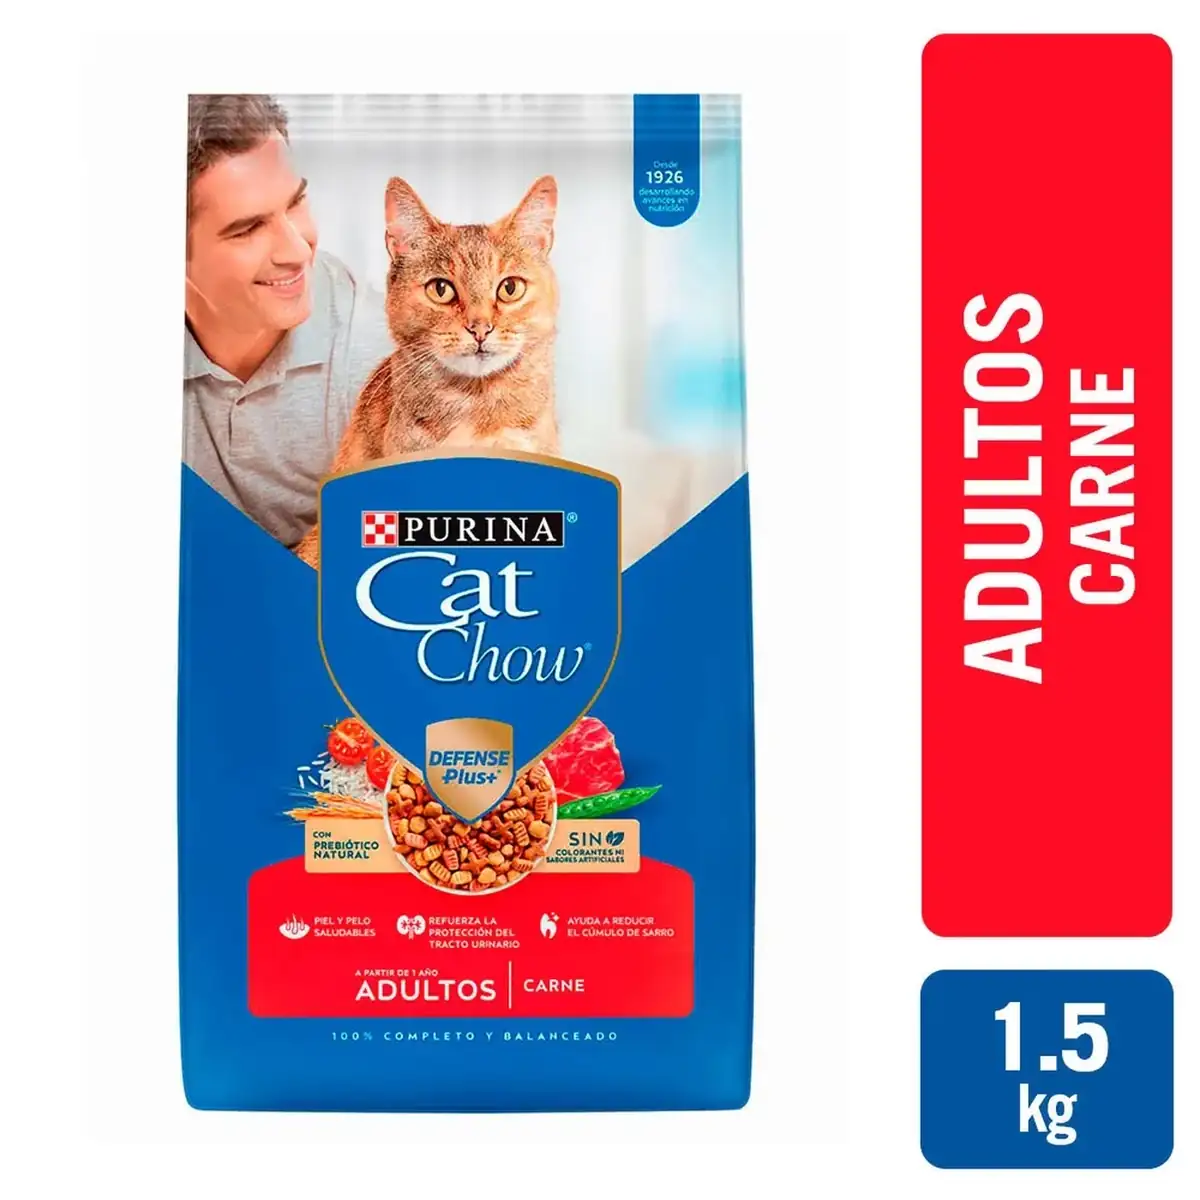 Desde
1926
desarrollando
avances en
nutrición
PURINA®
Cat
Chow®
DEFENSE
Plus+
CON
PREBIÓTICO
NATURAL
SIN
COLORANTES NI
SABORES ARTIFICIALES
PIEL Y PELO
SALUDABLES
REFUERZA LA
PROTECCIÓN DEL
TRACTO URINARIO
AYUDA A REDUCIR
EL CÚMULO DE SARRO
A PARTIR DE 1 AÑO
ADULTOS | CARNE
100% COMPLETO Y BALANCEADO
ADULTOS
CARNE
1.5
kg